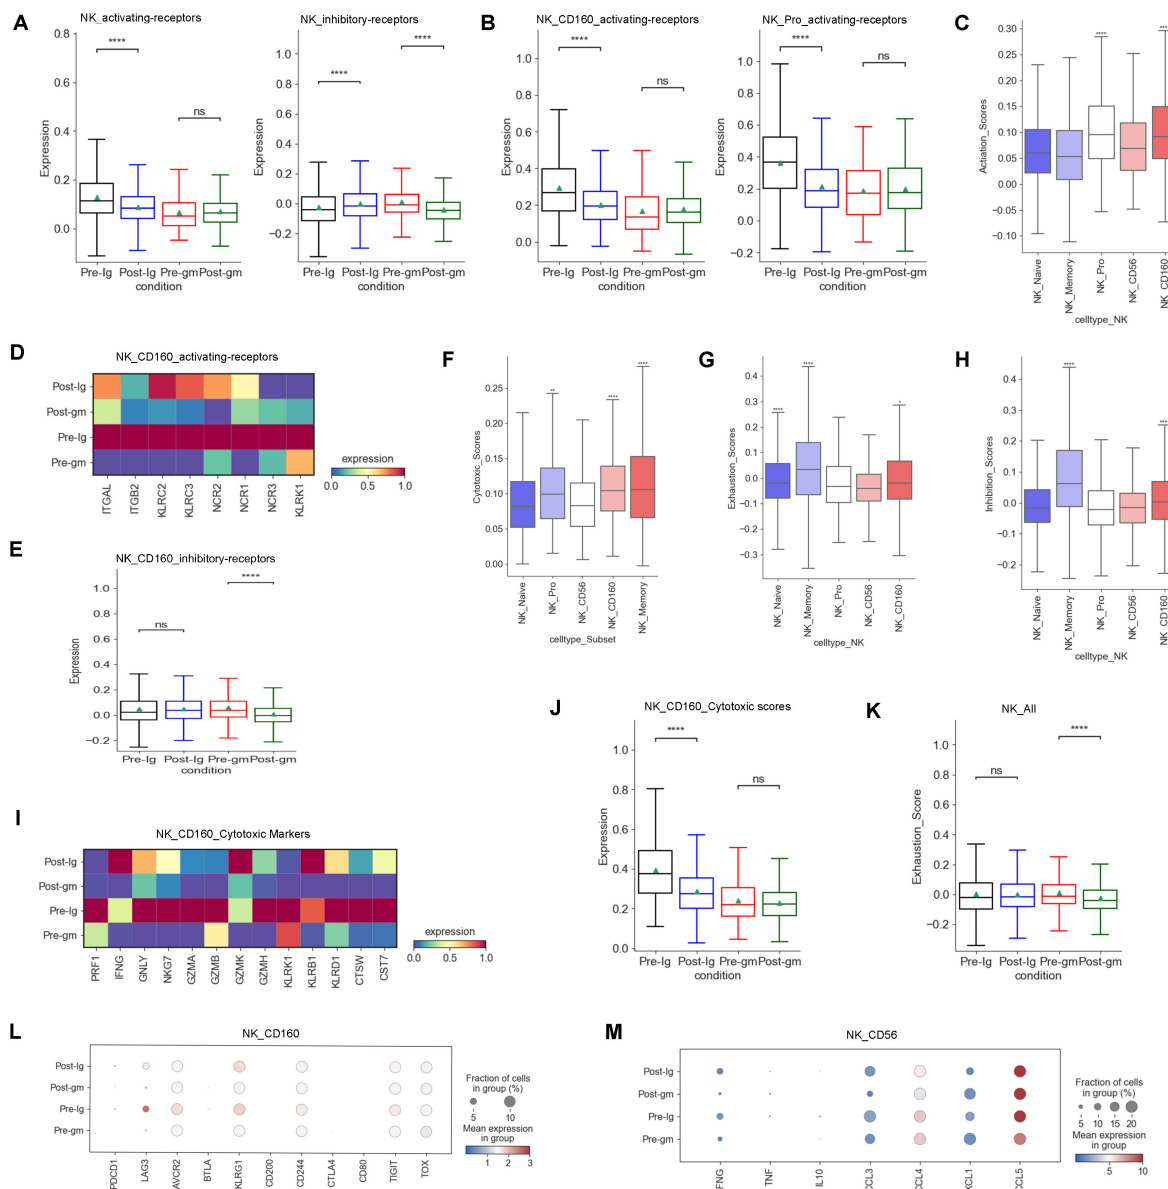 A
NK_activating-receptors
NK_inhibitory-receptors
B
NK_CD160_activating-receptors
NK_Pro_activating-receptors
C
Expression
0.8
0.6
0.4
0.2
0.0
****
ns
Pre-Ig
Post-Ig
Pre-gm
Post-gm
condition
Expression
1.0
0.8
0.6
0.4
0.2
0.0
−0.2
****
****
Pre-Ig
Post-Ig
Pre-gm
Post-gm
condition
Expression
1.2
1.0
0.8
0.6
0.4
0.2
0.0
****
ns
Pre-Ig
Post-Ig
Pre-gm
Post-gm
condition
Expression
1.0
0.8
0.6
0.4
0.2
0.0
−0.2
****
ns
Pre-Ig
Post-Ig
Pre-gm
Post-gm
condition
Actiation_Scores
0.30
0.25
0.20
0.15
0.10
0.05
0.00
−0.05
−0.10
****
***
NK_Naive
NK_Memory
NK_Pro
NK_CD56
NK_CD160
celltype_NK
D
NK_CD160_activating-receptors
Post-Ig
Post-gm
Pre-Ig
Pre-gm
ITGAL
ITGB2
KLRC2
KLRC3
NCR2
NCR1
NCR3
KLRK1
expression
0.0
0.5
1.0
E
NK_CD160_inhibitory-receptors
Expression
1.0
0.8
0.6
0.4
0.2
0.0
−0.2
ns
****
Pre-Ig
Post-Ig
Pre-gm
Post-gm
condition
F
Cytotoxic_Scores
0.25
0.20
0.15
0.10
0.05
0.00
**
****
****
NK_Naive
NK_Pro
NK_CD56
NK_CD160
NK_Memory
celltype_Subset
G
Exhaustion_Scores
0.4
0.3
0.2
0.1
0.0
−0.1
−0.2
−0.3
****
****
*
NK_Naive
NK_Memory
NK_Pro
NK_CD56
NK_CD160
celltype_NK
H
Inhibition_Scores
0.4
0.3
0.2
0.1
0.0
−0.1
−0.2
****
***
NK_Naive
NK_Memory
NK_Pro
NK_CD56
NK_CD160
celltype_NK
I
NK_CD160_Cytotoxic Markers
Post-Ig
Post-gm
Pre-Ig
Pre-gm
PRF1
IFNG
GNLY
NKG7
GZMA
GZMB
GZMK
GZMH
KLRK1
KLRB1
KLRD1
CTSW
CST7
expression
0.0
0.5
1.0
J
NK_CD160_Cytotoxic scores
Expression
1.0
0.8
0.6
0.4
0.2
0.0
****
ns
Pre-Ig
Post-Ig
Pre-gm
Post-gm
condition
K
NK_All
Exhaustion_Score
1.0
0.8
0.6
0.4
0.2
0.0
−0.2
ns
****
Pre-Ig
Post-Ig
Pre-gm
Post-gm
condition
L
NK_CD160
Post-Ig
Post-gm
Pre-Ig
Pre-gm
PDCD1
LAG3
AVCR2
BTLA
KLRG1
CD200
CD244
CTLA4
CD80
TIGIT
TOX
Fraction of cells
in group (%)
5
10
Mean expression
in group
1
2
3
M
NK_CD56
Post-Ig
Post-gm
Pre-Ig
Pre-gm
FNG
TNF
IL10
CCL3
CCL4
XCL1
CCL5
Fraction of cells
in group (%)
5
10
15
20
Mean expression
in group
5
10